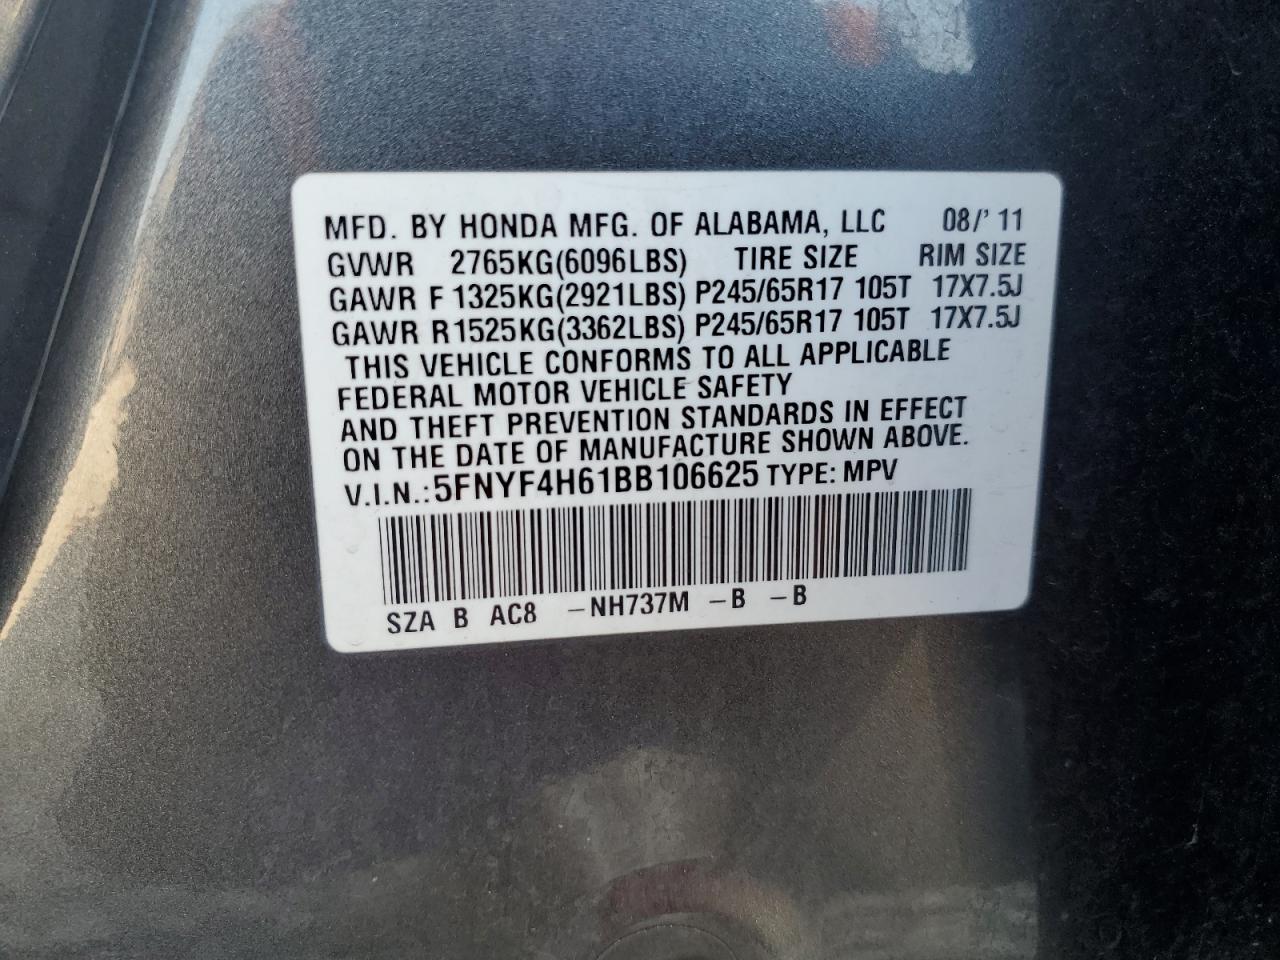 MFD. BY HONDA MFG. OF ALABAMA, LLC 08/' 11
GVWR 2765KG(6096LBS) TIRE SIZE RIM SIZE
GAWR F 1325KG(2921LBS) P245/65R17 105T 17X7.5J
GAWR R 1525KG(3362LBS) P245/65R17 105T 17X7.5J
THIS VEHICLE CONFORMS TO ALL APPLICABLE
FEDERAL MOTOR VEHICLE SAFETY
AND THEFT PREVENTION STANDARDS IN EFFECT
ON THE DATE OF MANUFACTURE SHOWN ABOVE.
V.I.N.: 5FNYF4H61BB106625 TYPE: MPV
SZA B AC8 -NH737M -B -B